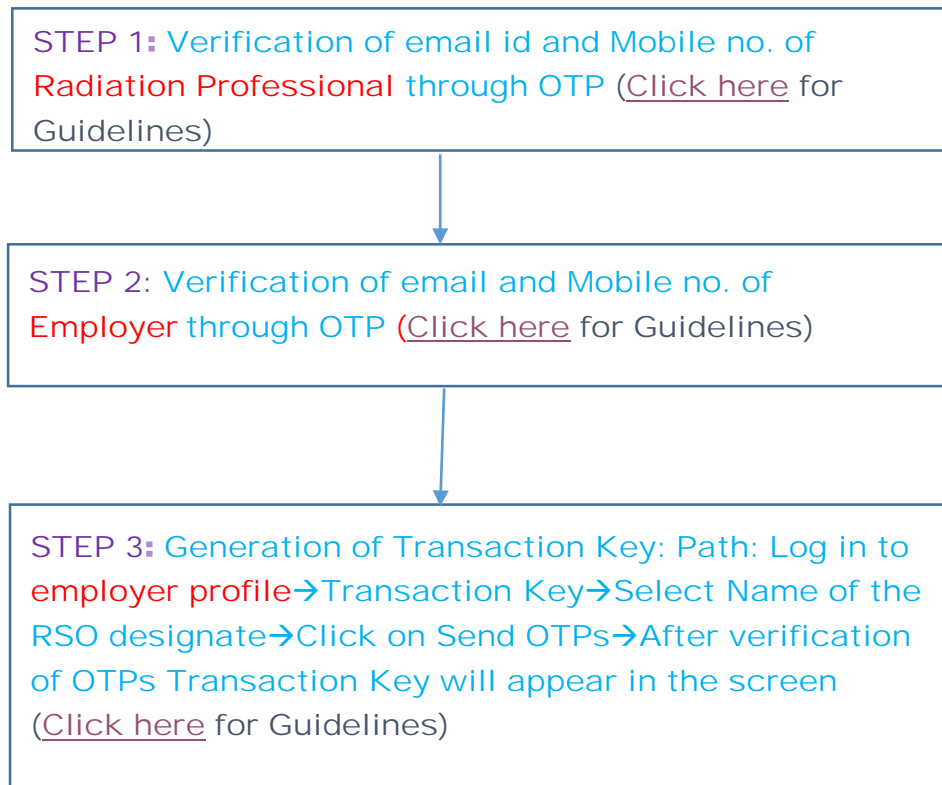 STEP 1: Verification of email id and Mobile no. of
Radiation Professional through OTP (Click here for
Guidelines)
STEP 2: Verification of email and Mobile no. of
Employer through OTP (Click here for Guidelines)
STEP 3: Generation of Transaction Key: Path: Log in to
employer profile→Transaction Key→Select Name of the
RSO designate→Click on Send OTPs→After verification
of OTPs Transaction Key will appear in the screen
(Click here for Guidelines)